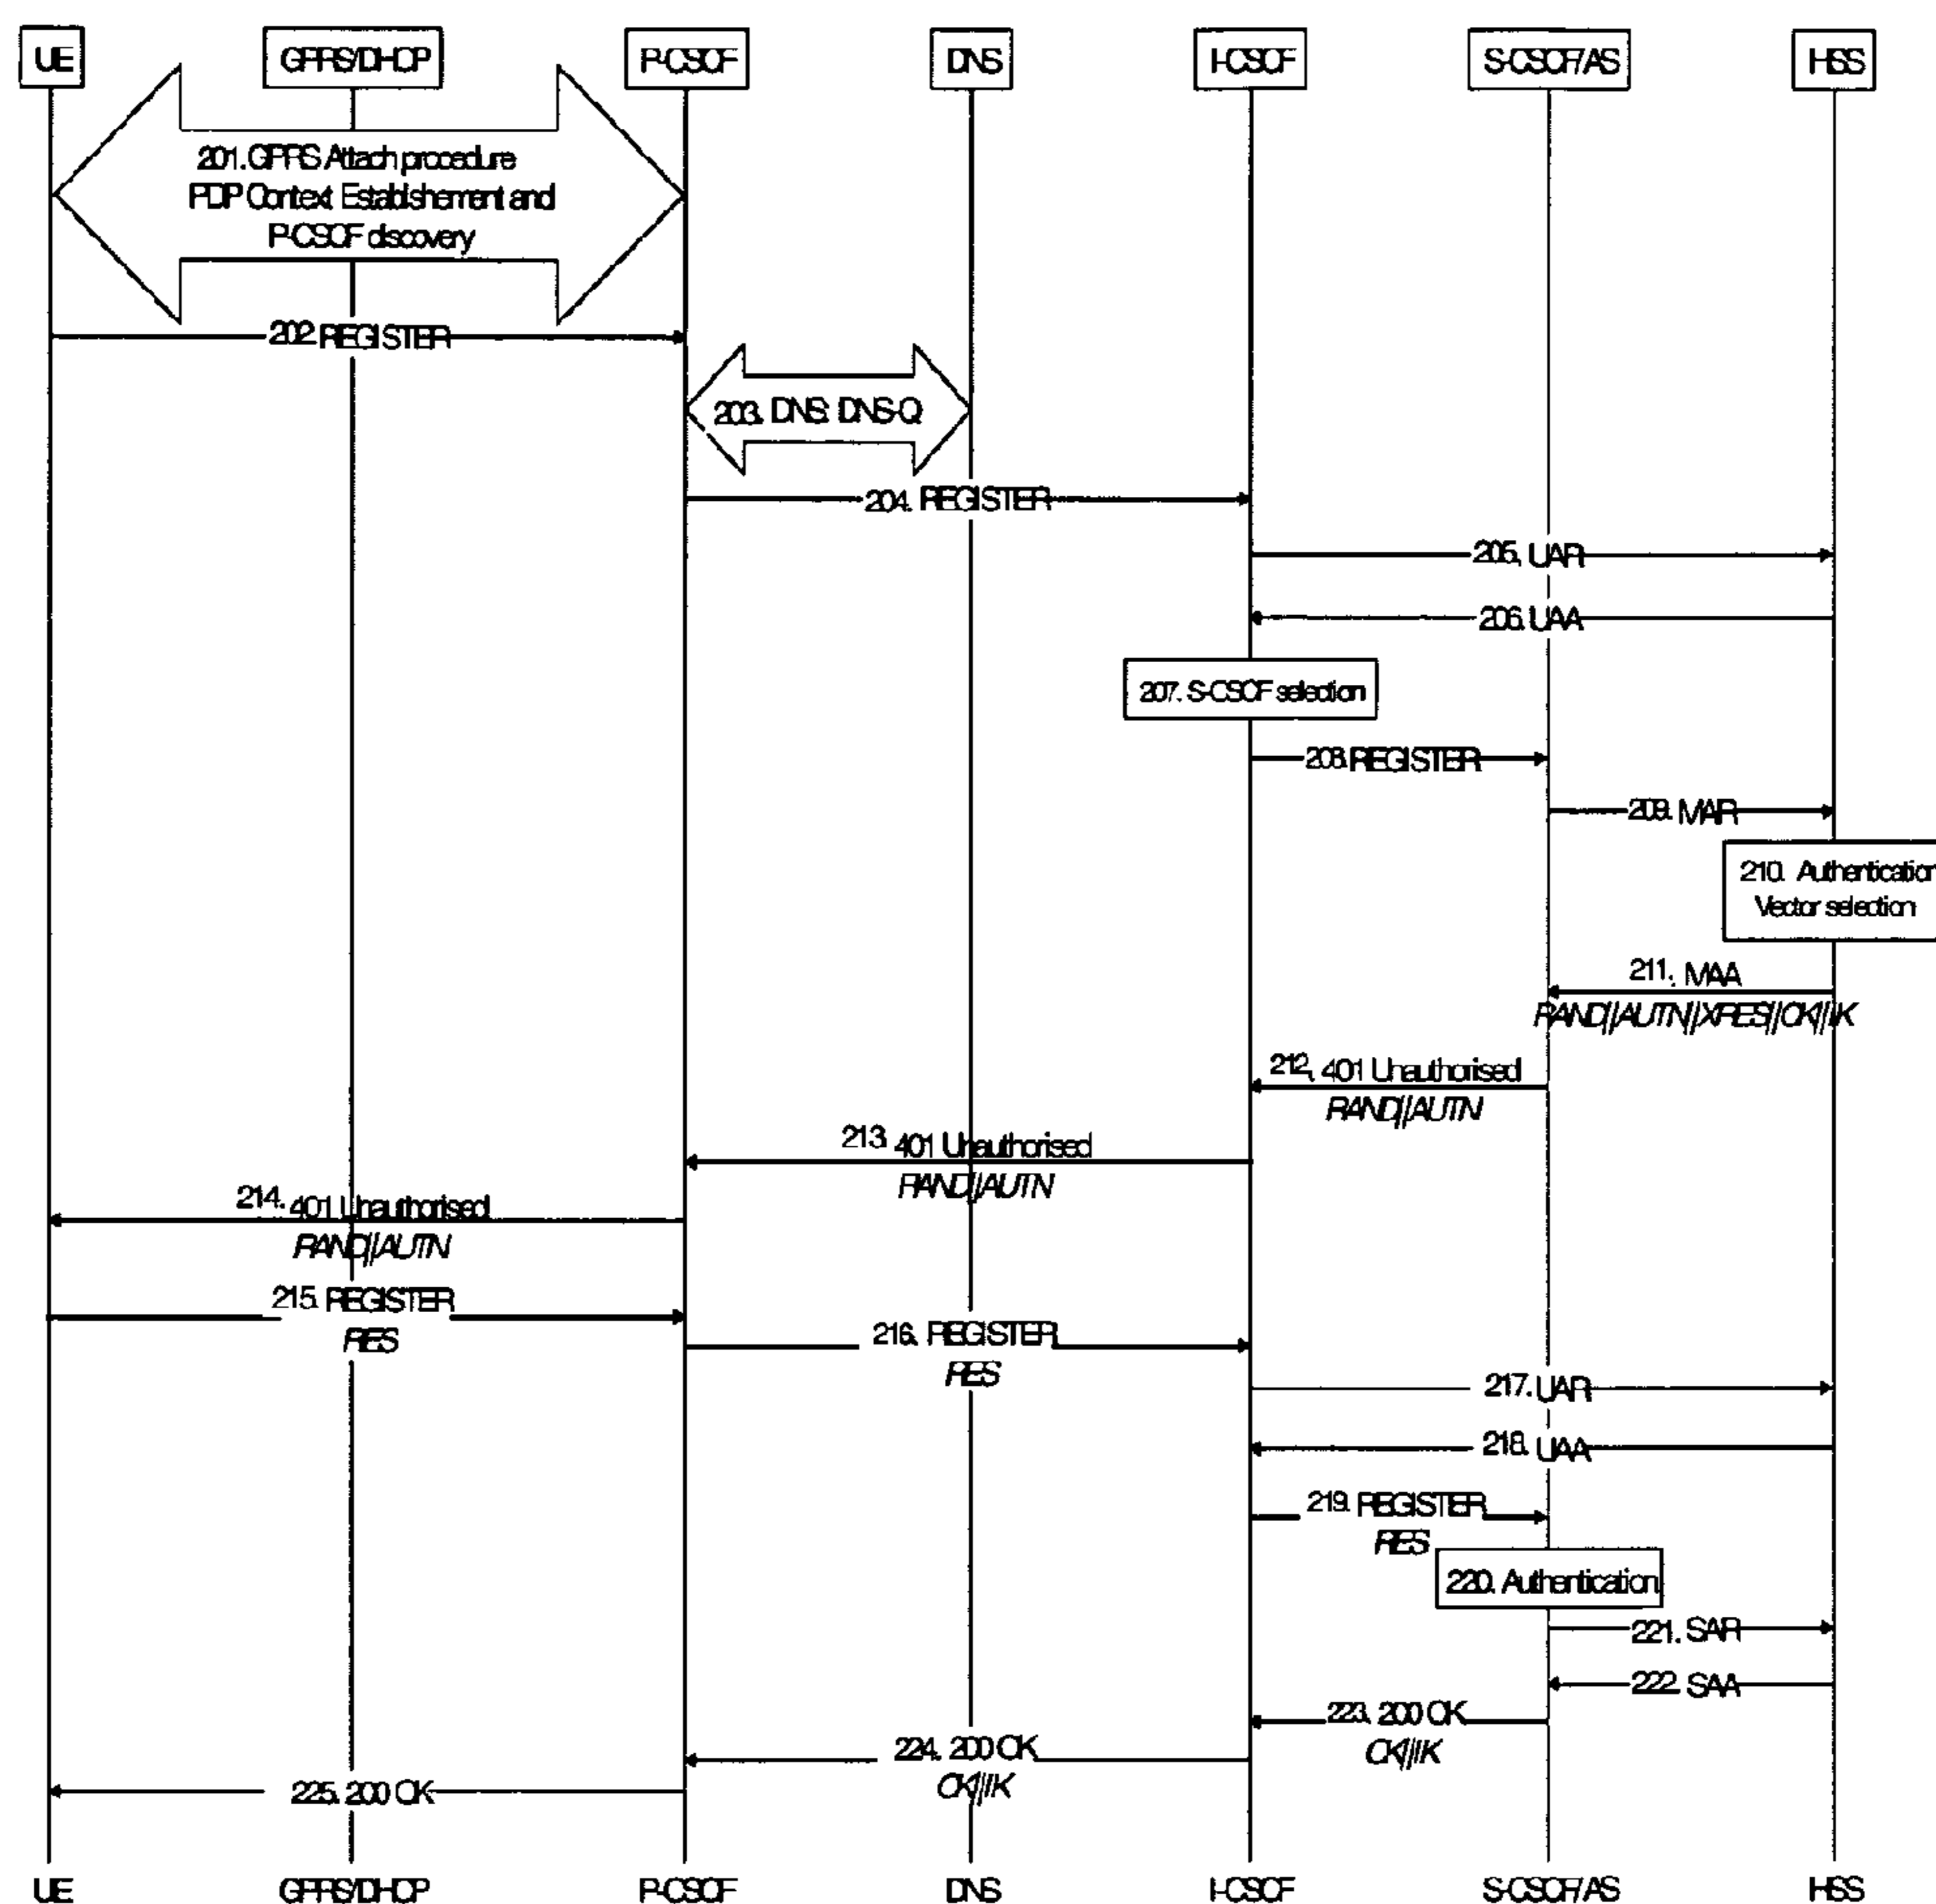 UE
GPRS/DHCP
P-CSCF
DNS
I-CSCF
S-CSCF/AS
HSS
201. GPRS Attach procedure
PDP Context Establishement and
P-CSCF discovery
202. REGISTER
203. DNS: DNS-Q
204. REGISTER
205. UAR
206. UAA
207. S-CSCF selection
208. REGISTER
209. MAR
210. Authentication
Vector selection
211. MAA
RAND||AUTN||XRES||CK||IK
212. 401 Unauthorised
RAND||AUTN
213. 401 Unauthorised
RAND||AUTN
214. 401 Unauthorised
RAND||AUTN
215. REGISTER
RES
216. REGISTER
RES
217. UAR
218. UAA
219. REGISTER
RES
220. Authentication
221. SAR
222. SAA
223. 200 OK
CK||IK
224. 200 OK
CK||IK
225. 200 OK
UE
GPRS/DHCP
P-CSCF
DNS
I-CSCF
S-CSCF/AS
HSS